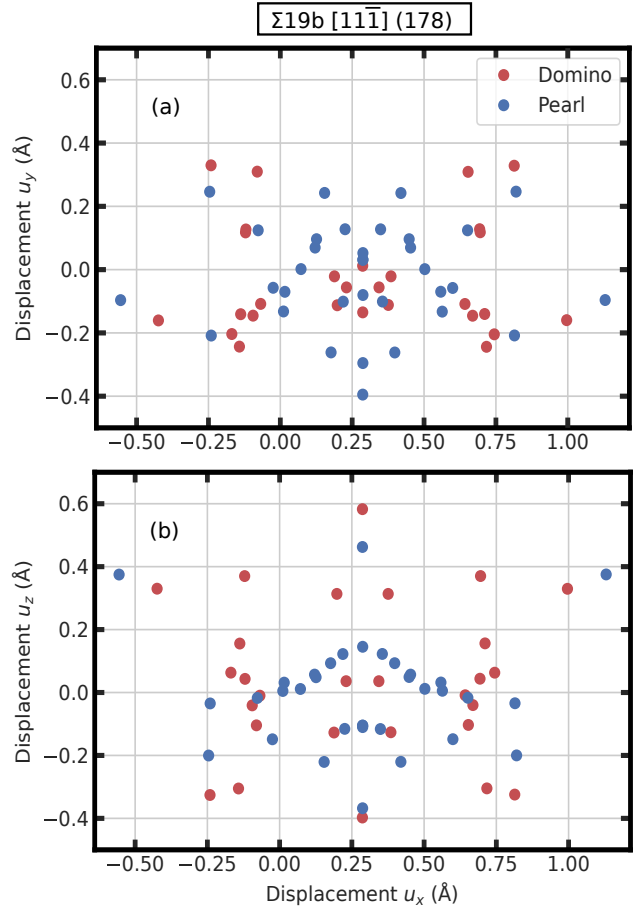 Σ19b [111̅] (178)
Domino
Pearl
(a)
Displacement u_y (Å)
0.6
0.4
0.2
0.0
−0.2
−0.4
−0.50 −0.25 0.00 0.25 0.50 0.75 1.00
(b)
Displacement u_z (Å)
0.6
0.4
0.2
0.0
−0.2
−0.4
−0.50 −0.25 0.00 0.25 0.50 0.75 1.00
Displacement u_x (Å)